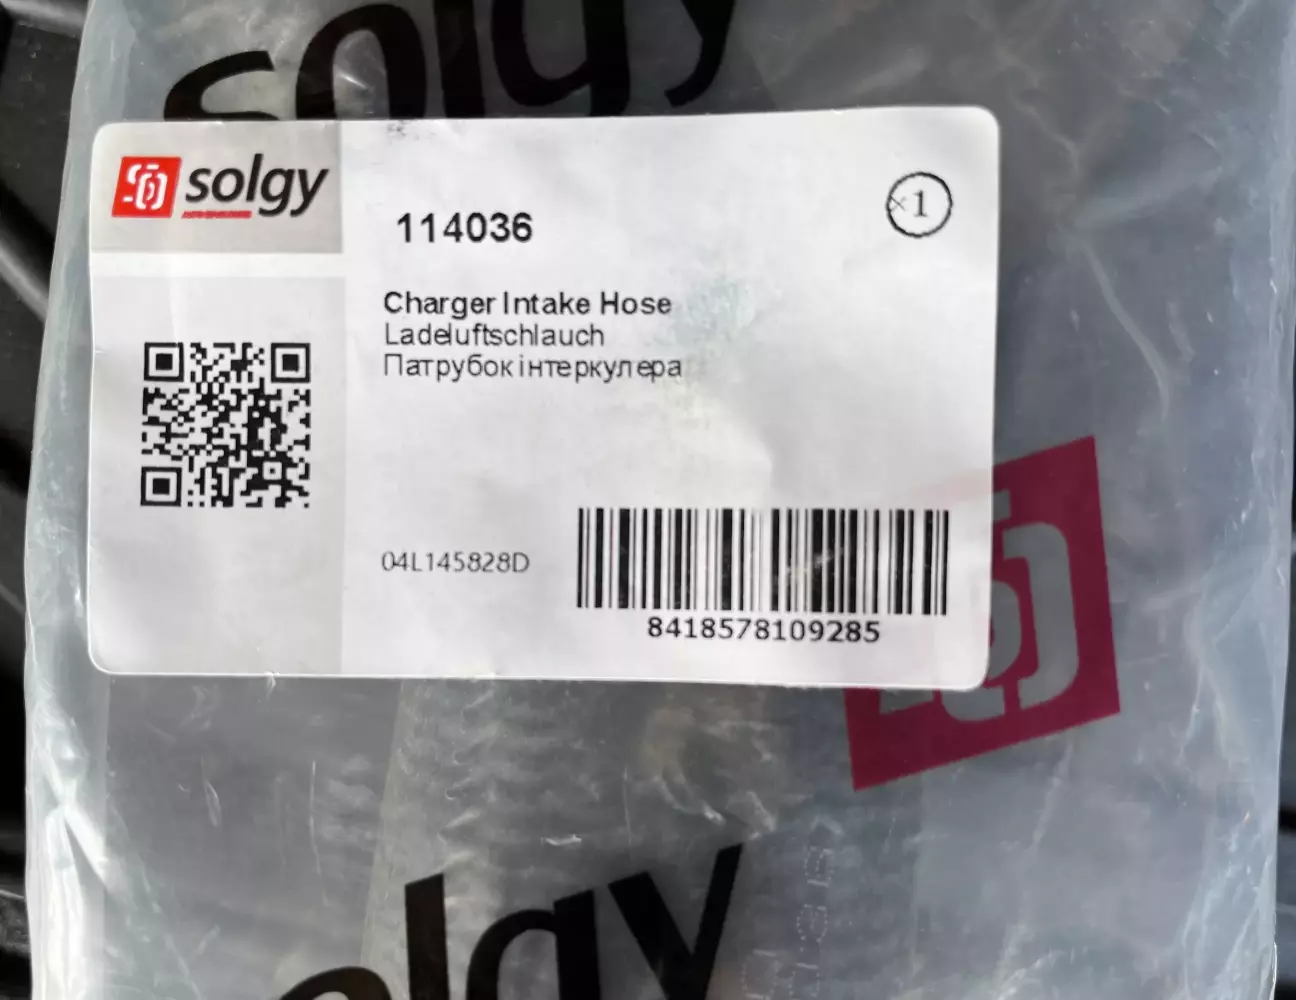 solgy
solgy
114036
×1
Charger Intake Hose
Ladeluftschlauch
Патрубок інтеркулера
04L145828D
8418578109285
solgy